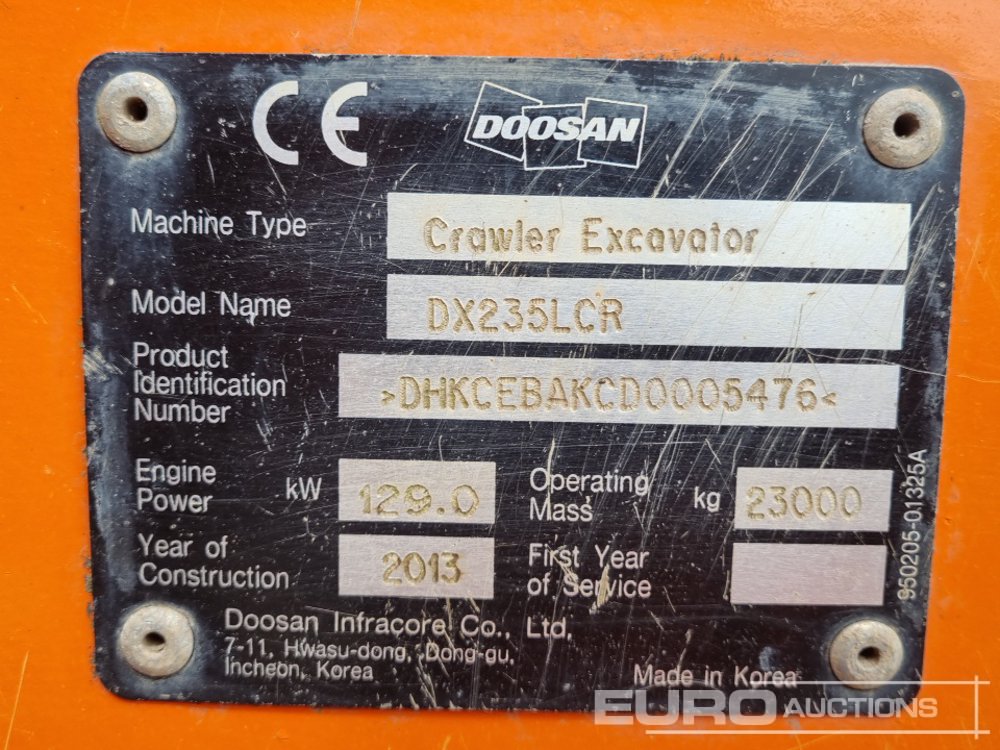 CE DOOSAN
Machine Type Crawler Excavator
Model Name DX235LCR
Product
Identification >DHKCEBAKCD0005476<
Number
Engine Operating
Power kW 129.0 Mass kg 23000
Year of First Year
Construction 2013 of Service
950205-01325A
Doosan Infracore Co., Ltd.
7-11, Hwasu-dong, Dong-gu,
Incheon, Korea
Made in Korea
EURO AUCTIONS